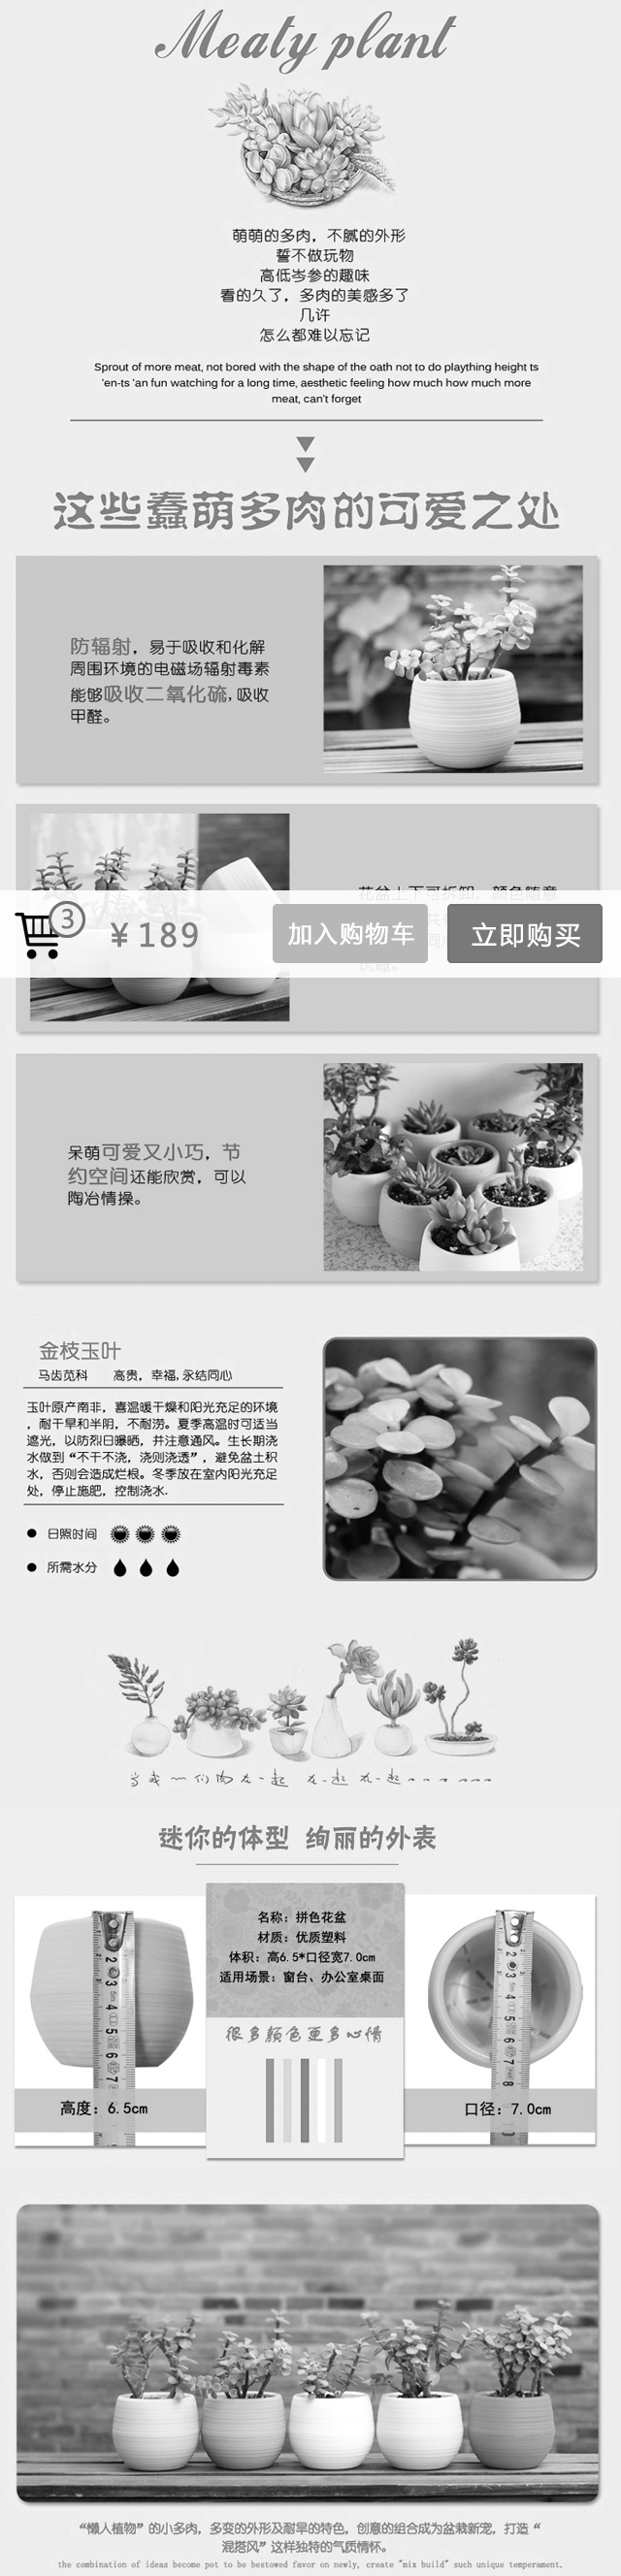 Meaty plant
萌萌的多肉，不腻的外形
誓不做玩物
高低岑参的趣味
看的久了，多肉的美感多了
几许
怎么都难以忘记
Sprout of more meat, not bored with the shape of the oath not to do plaything height ts
'en-ts 'an fun watching for a long time, aesthetic feeling how much how much more
meat, can't forget
这些蠢萌多肉的可爱之处
防辐射，易于吸收和化解
周围环境的电磁场辐射毒素
能够吸收二氧化硫，吸收
甲醛。
花盆上下可拆卸，颜色随意
3
¥189
加入购物车
立即购买
呆萌可爱又小巧，节
约空间还能欣赏，可以
陶冶情操。
金枝玉叶
马齿苋科 高贵，幸福，永结同心
玉叶原产南非，喜温暖干燥和阳光充足的环境
，耐干旱和半阴，不耐涝。夏季高温时可适当
遮光，以防烈日曝晒，并注意通风。生长期浇
水做到“不干不浇，浇则浇透”，避免盆土积
水，否则会造成烂根。冬季放在室内阳光充足
处，停止施肥，控制浇水.
日照时间
所需水分
当我一们肉在一起 在一起 在一起
迷你的体型 绚丽的外表
名称：拼色花盆
材质：优质塑料
体积：高6.5*口径宽7.0cm
适用场景：窗台、办公室桌面
很多颜色更多心情
高度：6.5cm
口径：7.0cm
“懒人植物”的小多肉，多变的外形及耐旱的特色，创意的组合成为盆栽新宠，打造“
混搭风”这样独特的气质情怀。
the combination of ideas become pot to be bestowed favor on newly, create "mix build" such unique temperament.